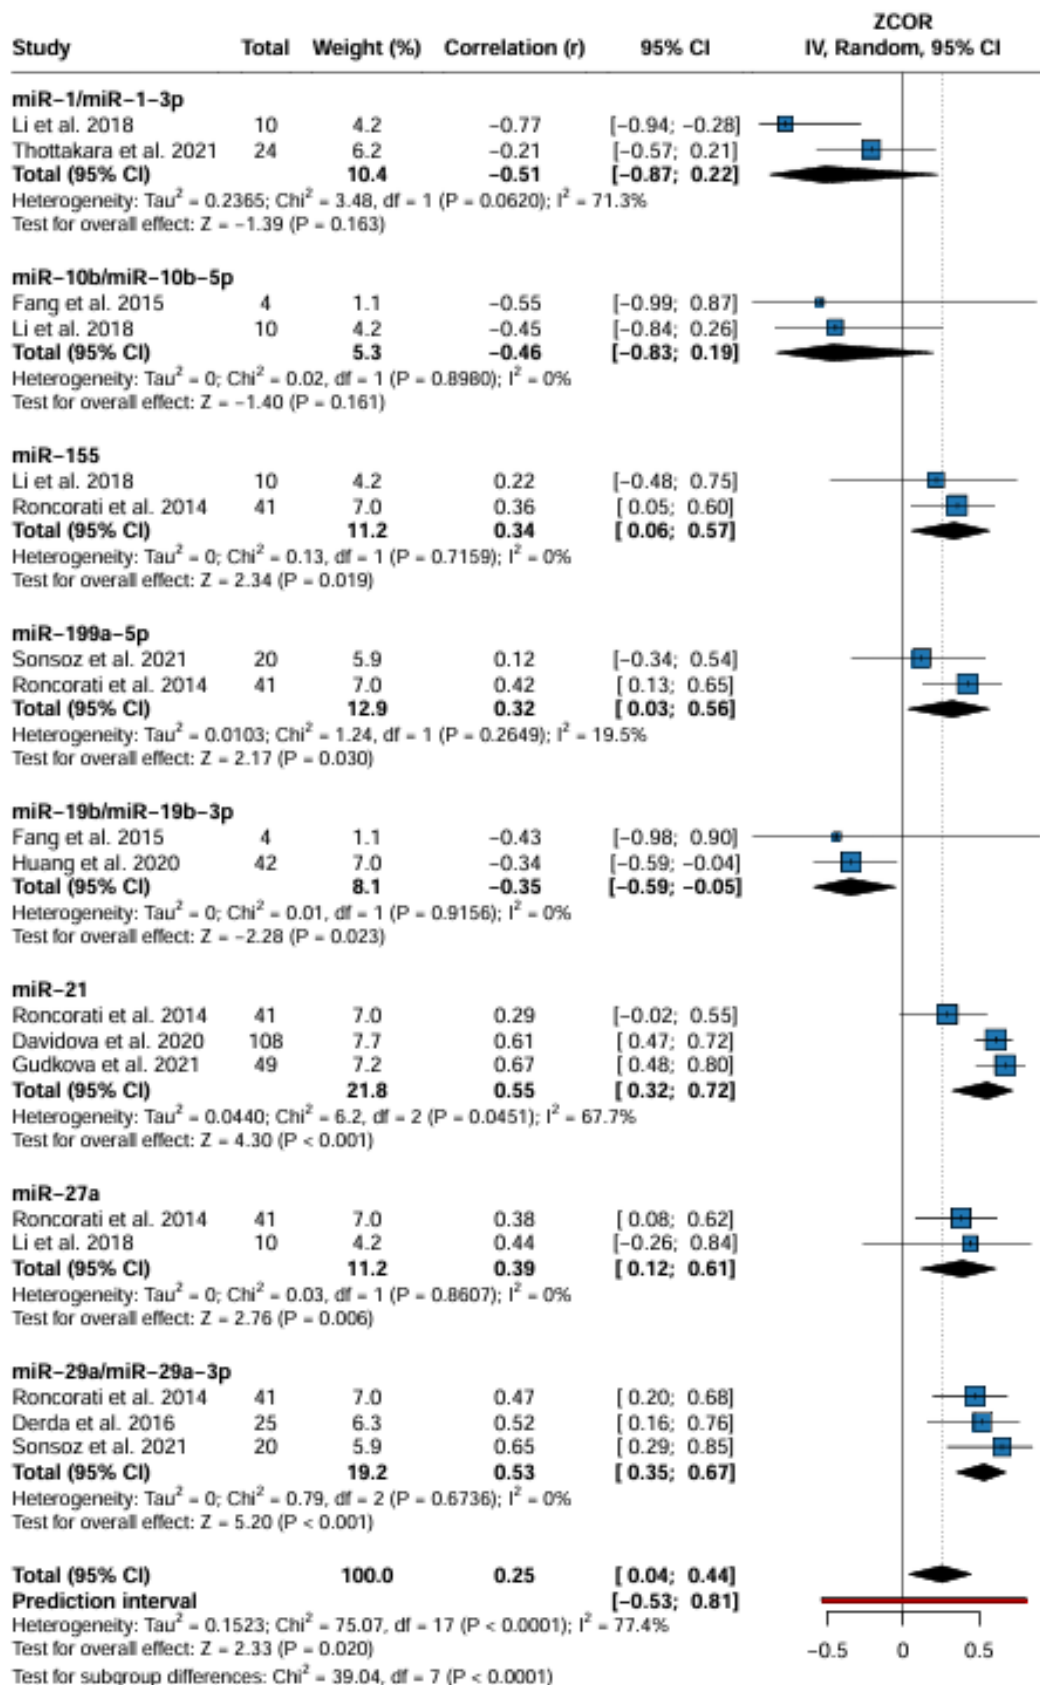 ZCOR
Study Total Weight (%) Correlation (r) 95% CI IV, Random, 95% CI
miR−1/miR−1−3p
Li et al. 2018 10 4.2 −0.77 [−0.94; −0.28]
Thottakara et al. 2021 24 6.2 −0.21 [−0.57; 0.21]
Total (95% CI) 10.4 −0.51 [−0.87; 0.22]
Heterogeneity: Tau² = 0.2365; Chi² = 3.48, df = 1 (P = 0.0620); I² = 71.3%
Test for overall effect: Z = −1.39 (P = 0.163)
miR−10b/miR−10b−5p
Fang et al. 2015 4 1.1 −0.55 [−0.99; 0.87]
Li et al. 2018 10 4.2 −0.45 [−0.84; 0.26]
Total (95% CI) 5.3 −0.46 [−0.83; 0.19]
Heterogeneity: Tau² = 0; Chi² = 0.02, df = 1 (P = 0.8980); I² = 0%
Test for overall effect: Z = −1.40 (P = 0.161)
miR−155
Li et al. 2018 10 4.2 0.22 [−0.48; 0.75]
Roncorati et al. 2014 41 7.0 0.36 [ 0.05; 0.60]
Total (95% CI) 11.2 0.34 [ 0.06; 0.57]
Heterogeneity: Tau² = 0; Chi² = 0.13, df = 1 (P = 0.7159); I² = 0%
Test for overall effect: Z = 2.34 (P = 0.019)
miR−199a−5p
Sonsoz et al. 2021 20 5.9 0.12 [−0.34; 0.54]
Roncorati et al. 2014 41 7.0 0.42 [ 0.13; 0.65]
Total (95% CI) 12.9 0.32 [ 0.03; 0.56]
Heterogeneity: Tau² = 0.0103; Chi² = 1.24, df = 1 (P = 0.2649); I² = 19.5%
Test for overall effect: Z = 2.17 (P = 0.030)
miR−19b/miR−19b−3p
Fang et al. 2015 4 1.1 −0.43 [−0.98; 0.90]
Huang et al. 2020 42 7.0 −0.34 [−0.59; −0.04]
Total (95% CI) 8.1 −0.35 [−0.59; −0.05]
Heterogeneity: Tau² = 0; Chi² = 0.01, df = 1 (P = 0.9156); I² = 0%
Test for overall effect: Z = −2.28 (P = 0.023)
miR−21
Roncorati et al. 2014 41 7.0 0.29 [−0.02; 0.55]
Davidova et al. 2020 108 7.7 0.61 [ 0.47; 0.72]
Gudkova et al. 2021 49 7.2 0.67 [ 0.48; 0.80]
Total (95% CI) 21.8 0.55 [ 0.32; 0.72]
Heterogeneity: Tau² = 0.0440; Chi² = 6.2, df = 2 (P = 0.0451); I² = 67.7%
Test for overall effect: Z = 4.30 (P < 0.001)
miR−27a
Roncorati et al. 2014 41 7.0 0.38 [ 0.08; 0.62]
Li et al. 2018 10 4.2 0.44 [−0.26; 0.84]
Total (95% CI) 11.2 0.39 [ 0.12; 0.61]
Heterogeneity: Tau² = 0; Chi² = 0.03, df = 1 (P = 0.8607); I² = 0%
Test for overall effect: Z = 2.76 (P = 0.006)
miR−29a/miR−29a−3p
Roncorati et al. 2014 41 7.0 0.47 [ 0.20; 0.68]
Derda et al. 2016 25 6.3 0.52 [ 0.16; 0.76]
Sonsoz et al. 2021 20 5.9 0.65 [ 0.29; 0.85]
Total (95% CI) 19.2 0.53 [ 0.35; 0.67]
Heterogeneity: Tau² = 0; Chi² = 0.79, df = 2 (P = 0.6736); I² = 0%
Test for overall effect: Z = 5.20 (P < 0.001)
Total (95% CI) 100.0 0.25 [ 0.04; 0.44]
Prediction interval [−0.53; 0.81]
Heterogeneity: Tau² = 0.1523; Chi² = 75.07, df = 17 (P < 0.0001); I² = 77.4%
Test for overall effect: Z = 2.33 (P = 0.020)
−0.5 0 0.5
Test for subgroup differences: Chi² = 39.04, df = 7 (P < 0.0001)